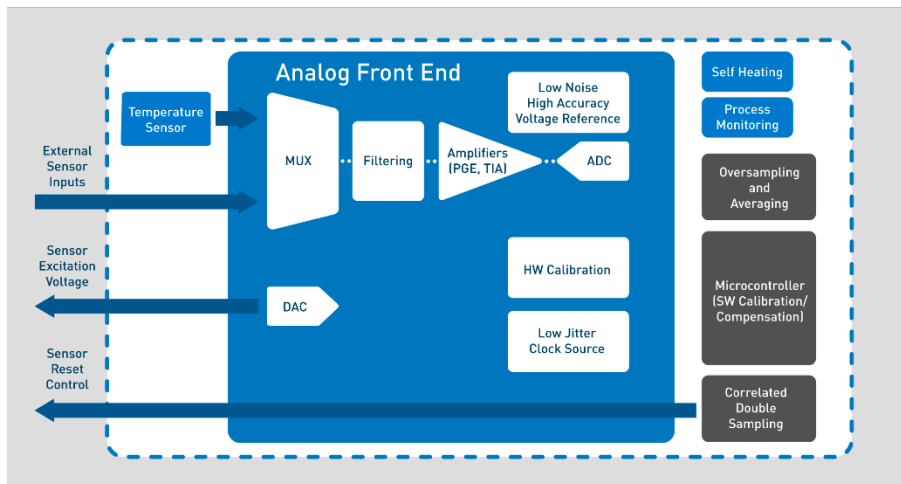 Analog Front End
Temperature
Sensor
External
Sensor
Inputs
Sensor
Excitation
Voltage
Sensor
Reset
Control
MUX
Filtering
Amplifiers
(PGE, TIA)
ADC
Low Noise
High Accuracy
Voltage Reference
HW Calibration
DAC
Low Jitter
Clock Source
Self Heating
Process
Monitoring
Oversampling
and
Averaging
Microcontroller
(SW Calibration/
Compensation)
Correlated
Double
Sampling